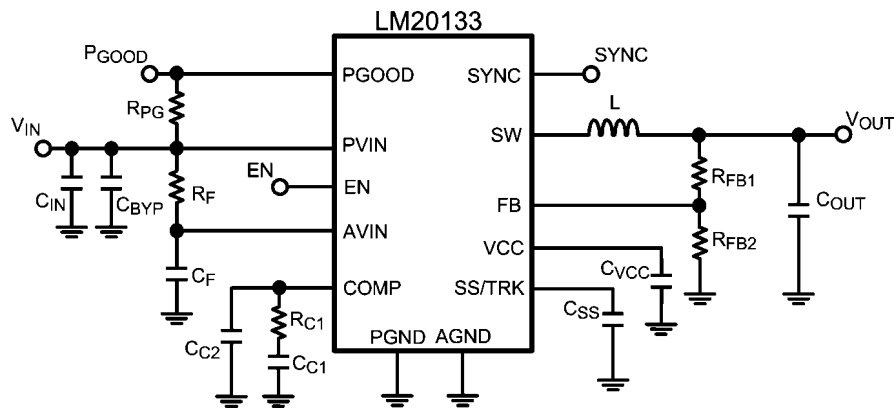 LM20133
PGOOD
PGOOD
SYNC
SYNC
RPG
L
VIN
VOUT
PVIN
SW
RF
EN
EN
RFB1
CIN
CBYP
FB
COUT
AVIN
RFB2
VCC
CF
COMP
CVCC
SS/TRK
RC1
CSS
PGND
AGND
CC2
CC1